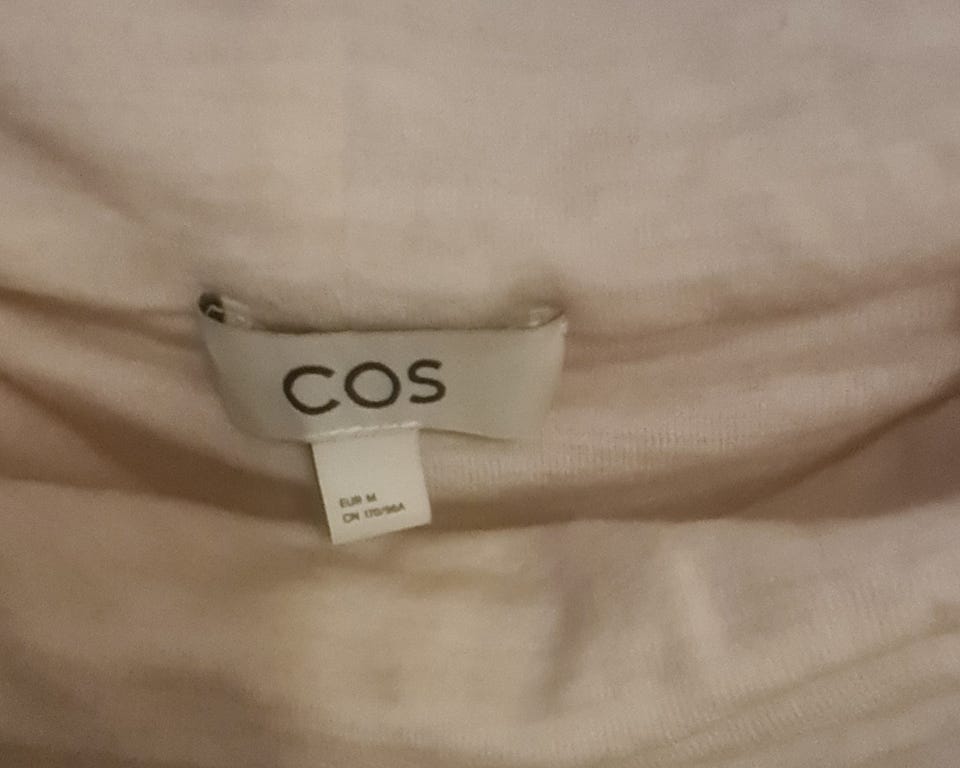 COS
EUR M
CN 170/96A